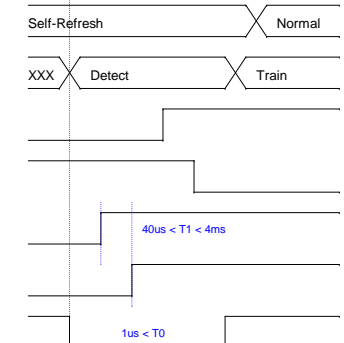 Self-Refresh Normal
XXX Detect Train
40us < T1 < 4ms
1us < T0